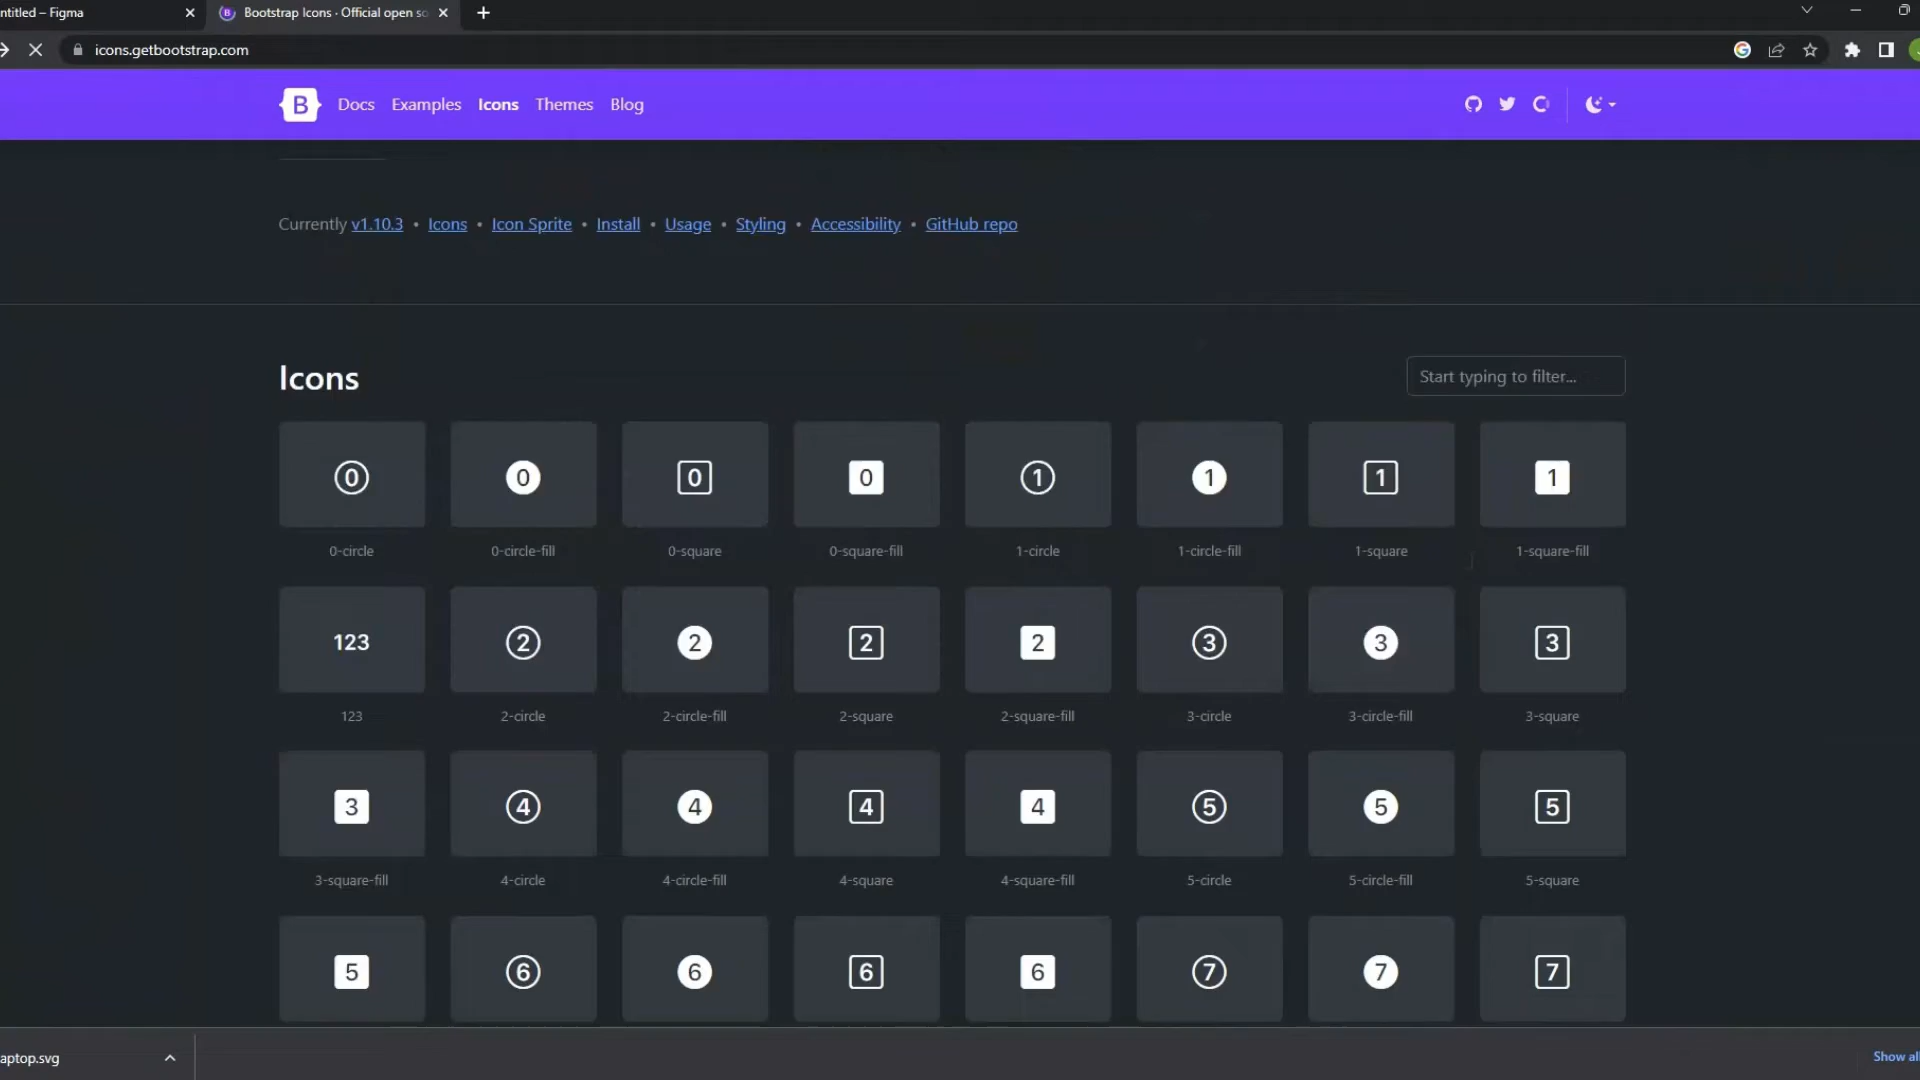 ntitled – Figma
Bootstrap Icons · Official open so
icons.getbootstrap.com
B Docs Examples Icons Themes Blog
Currently v1.10.3 • Icons • Icon Sprite • Install • Usage • Styling • Accessibility • GitHub repo
Icons
Start typing to filter...
0 0 0 0 1 1 1 1
0-circle 0-circle-fill 0-square 0-square-fill 1-circle 1-circle-fill 1-square 1-square-fill
123 2 2 2 2 3 3 3
123 2-circle 2-circle-fill 2-square 2-square-fill 3-circle 3-circle-fill 3-square
3 4 4 4 4 5 5 5
3-square-fill 4-circle 4-circle-fill 4-square 4-square-fill 5-circle 5-circle-fill 5-square
5 6 6 6 6 7 7 7
aptop.svg
Show all